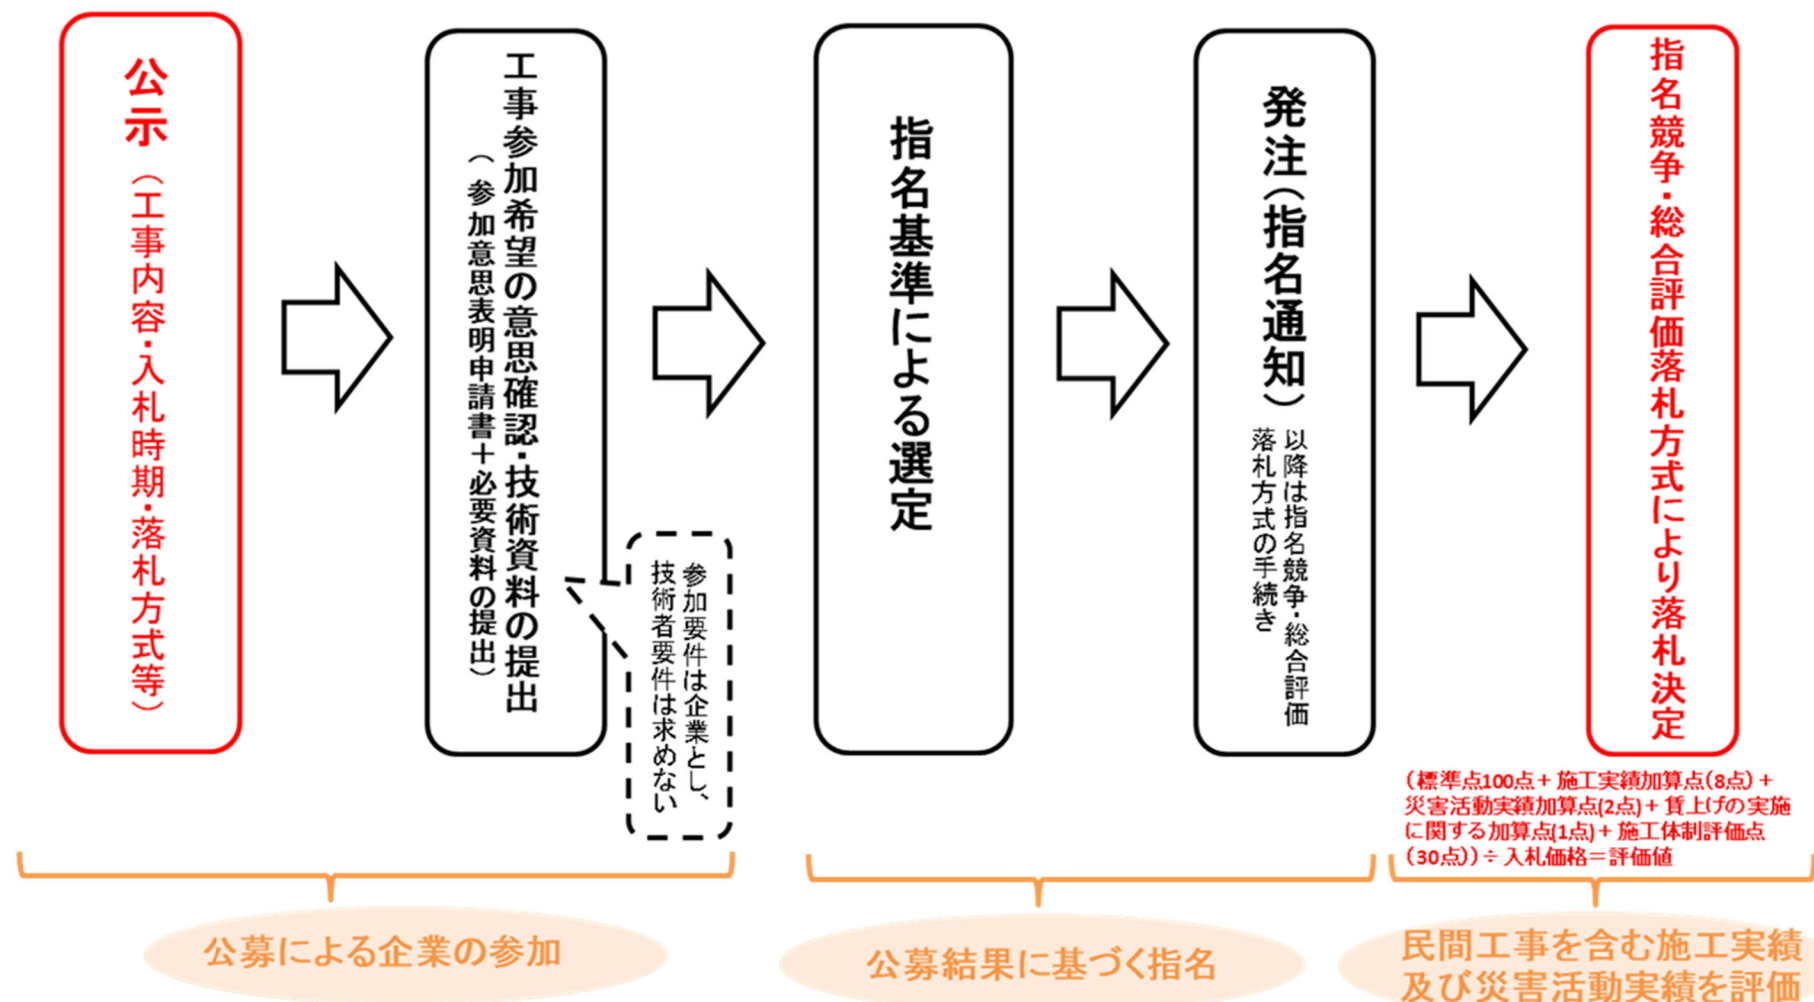 公示（工事内容・入札時期・落札方式等）
工事参加希望の意思確認・技術資料の提出
（参加意思表明申請書＋必要資料の提出）
参加要件は企業とし、
技術者要件は求めない
指名基準による選定
発注（指名通知）
以降は指名競争・総合評価
落札方式の手続き
指名競争・総合評価落札方式により落札決定
（標準点100点＋施工実績加算点(8点)＋
災害活動実績加算点(2点)＋賃上げの実施
に関する加算点(1点)＋施工体制評価点
（30点））÷入札価格＝評価値
公募による企業の参加
公募結果に基づく指名
民間工事を含む施工実績
及び災害活動実績を評価